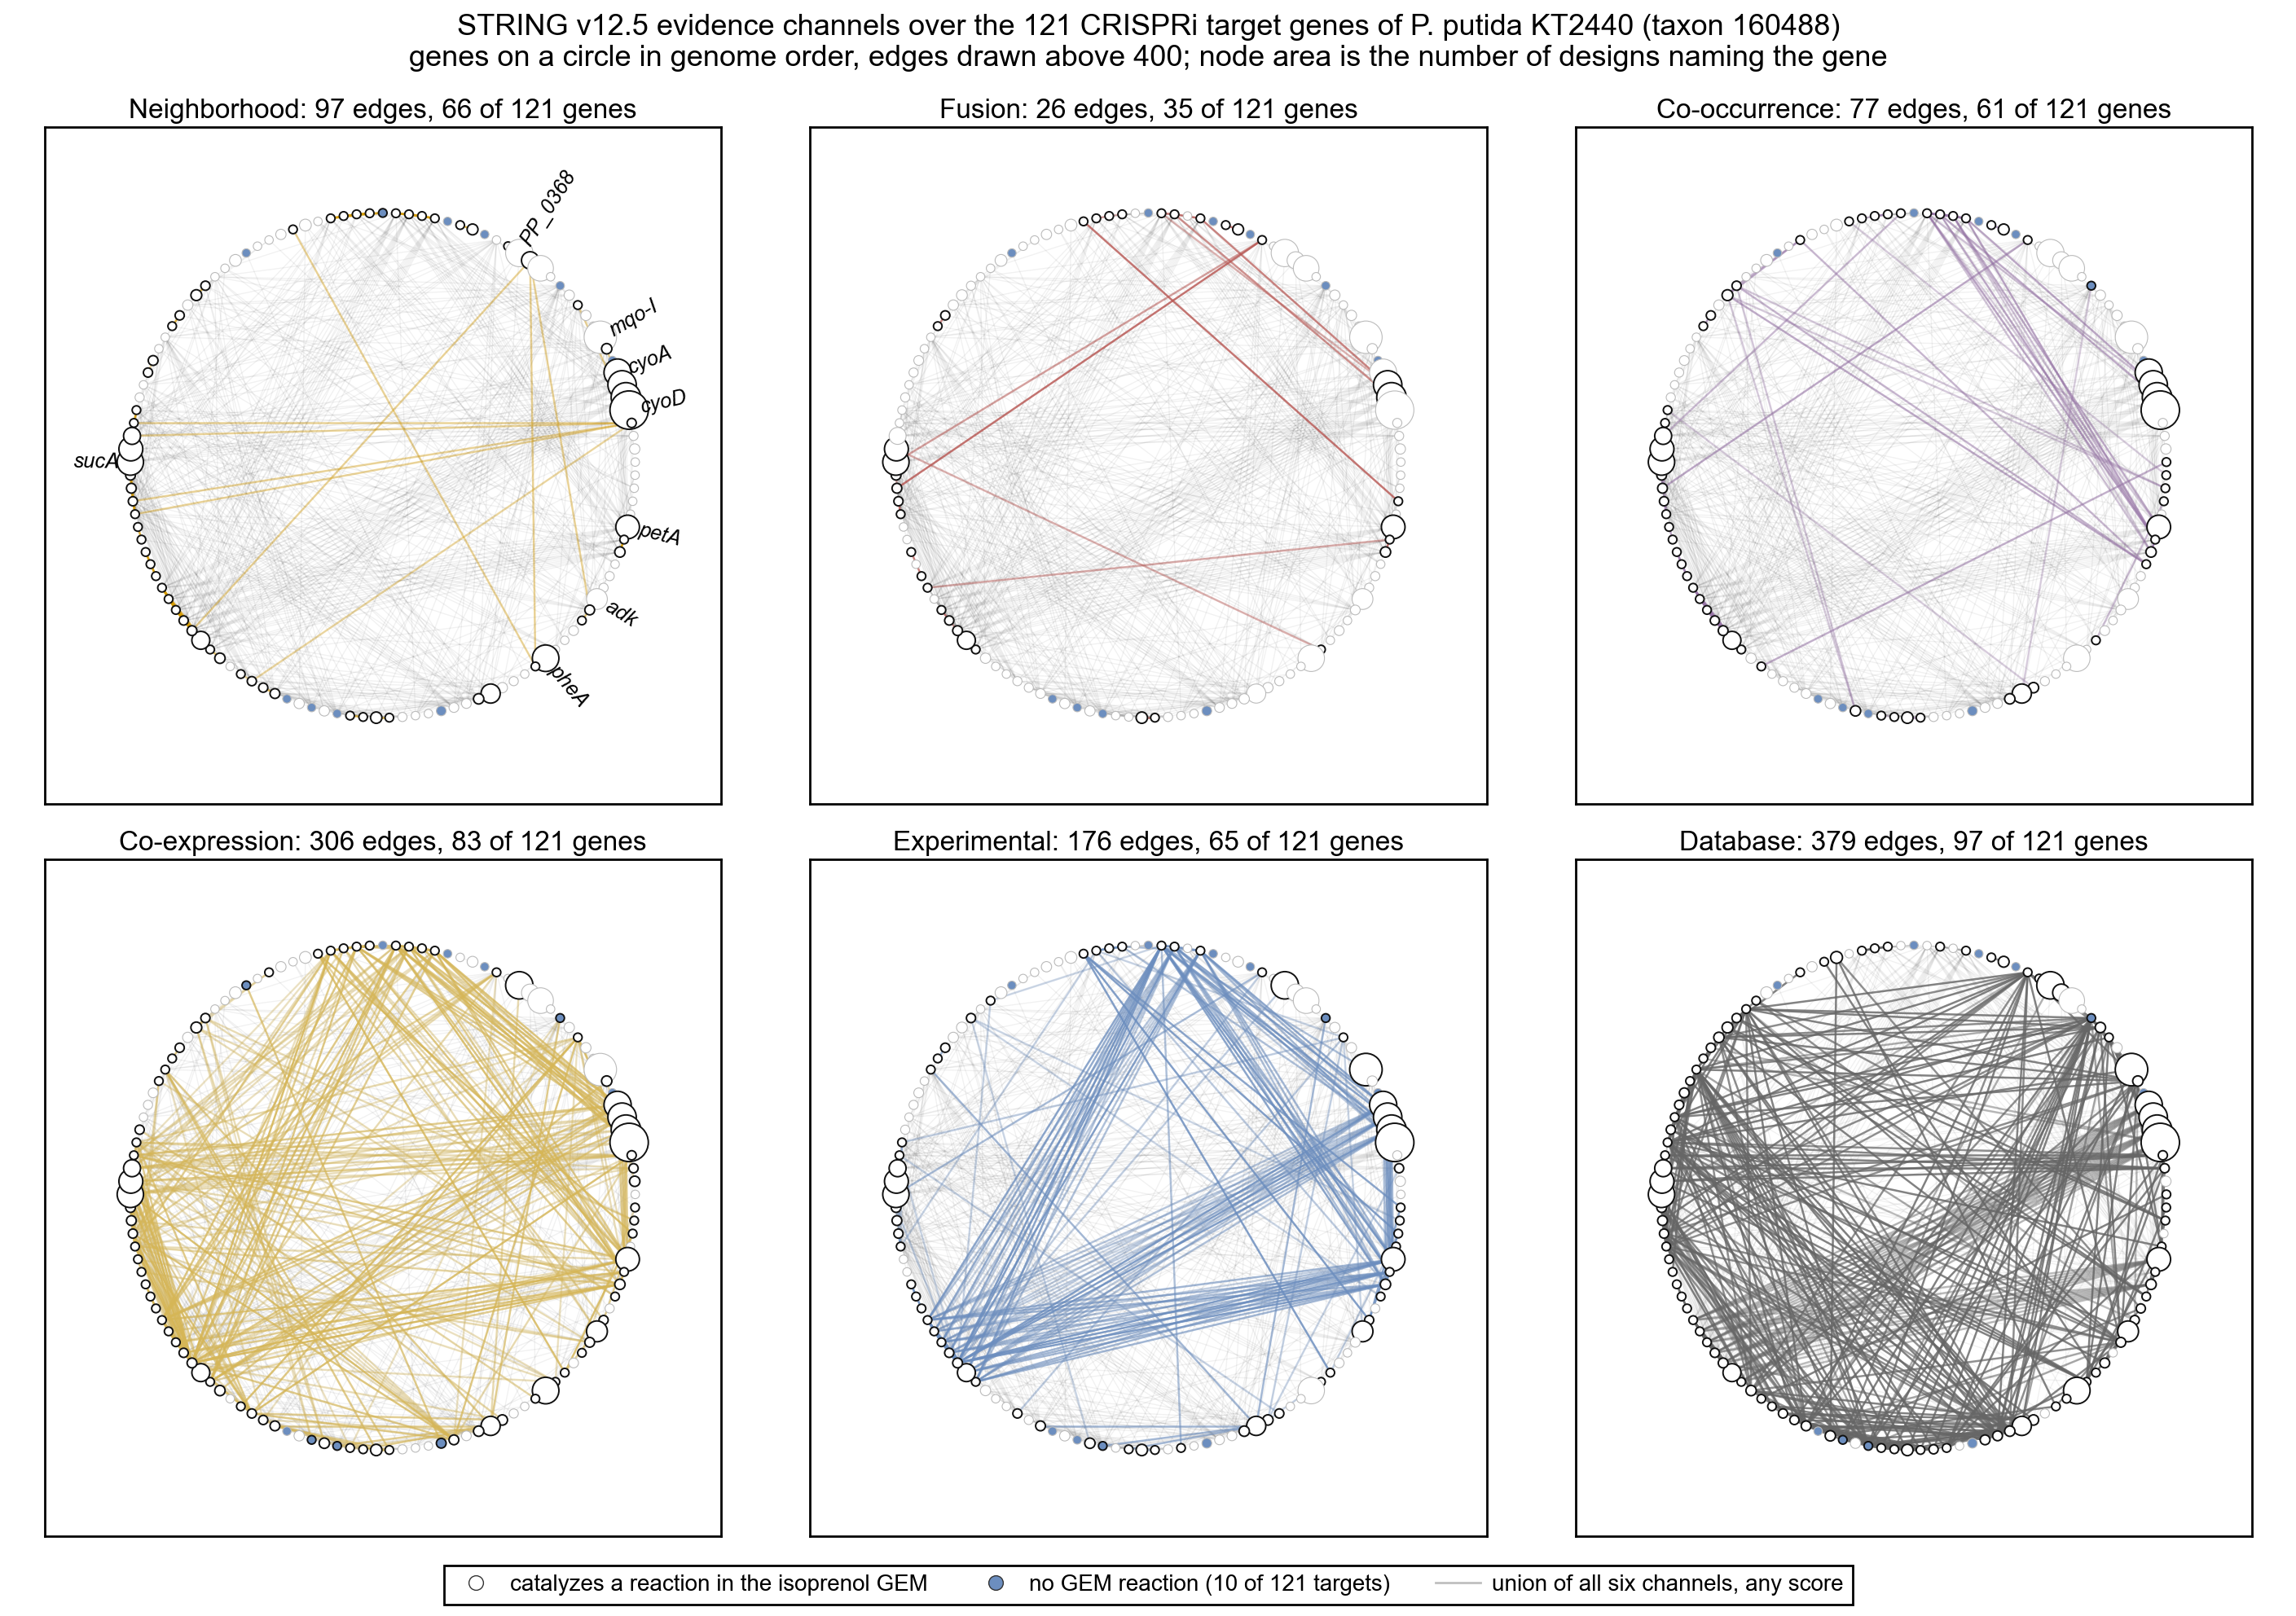 STRING v12.5 evidence channels over the 121 CRISPRi target genes of P. putida KT2440 (taxon 160488)
genes on a circle in genome order, edges drawn above 400; node area is the number of designs naming the gene
Neighborhood: 97 edges, 66 of 121 genes
Fusion: 26 edges, 35 of 121 genes
Co-occurrence: 77 edges, 61 of 121 genes
PP_0368
mqo-I
cyoA
cyoD
sucA
petA
adk
pheA
Co-expression: 306 edges, 83 of 121 genes
Experimental: 176 edges, 65 of 121 genes
Database: 379 edges, 97 of 121 genes
catalyzes a reaction in the isoprenol GEM
no GEM reaction (10 of 121 targets)
union of all six channels, any score